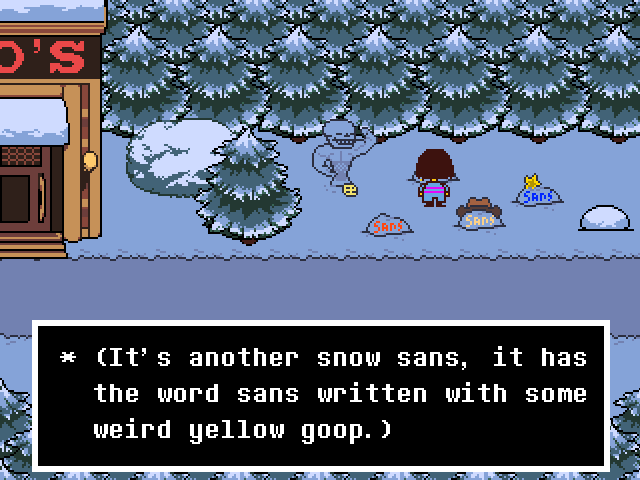 O'S
SANS
SANS
SANS
* (It's another snow sans, it has
the word sans written with some
weird yellow goop.)